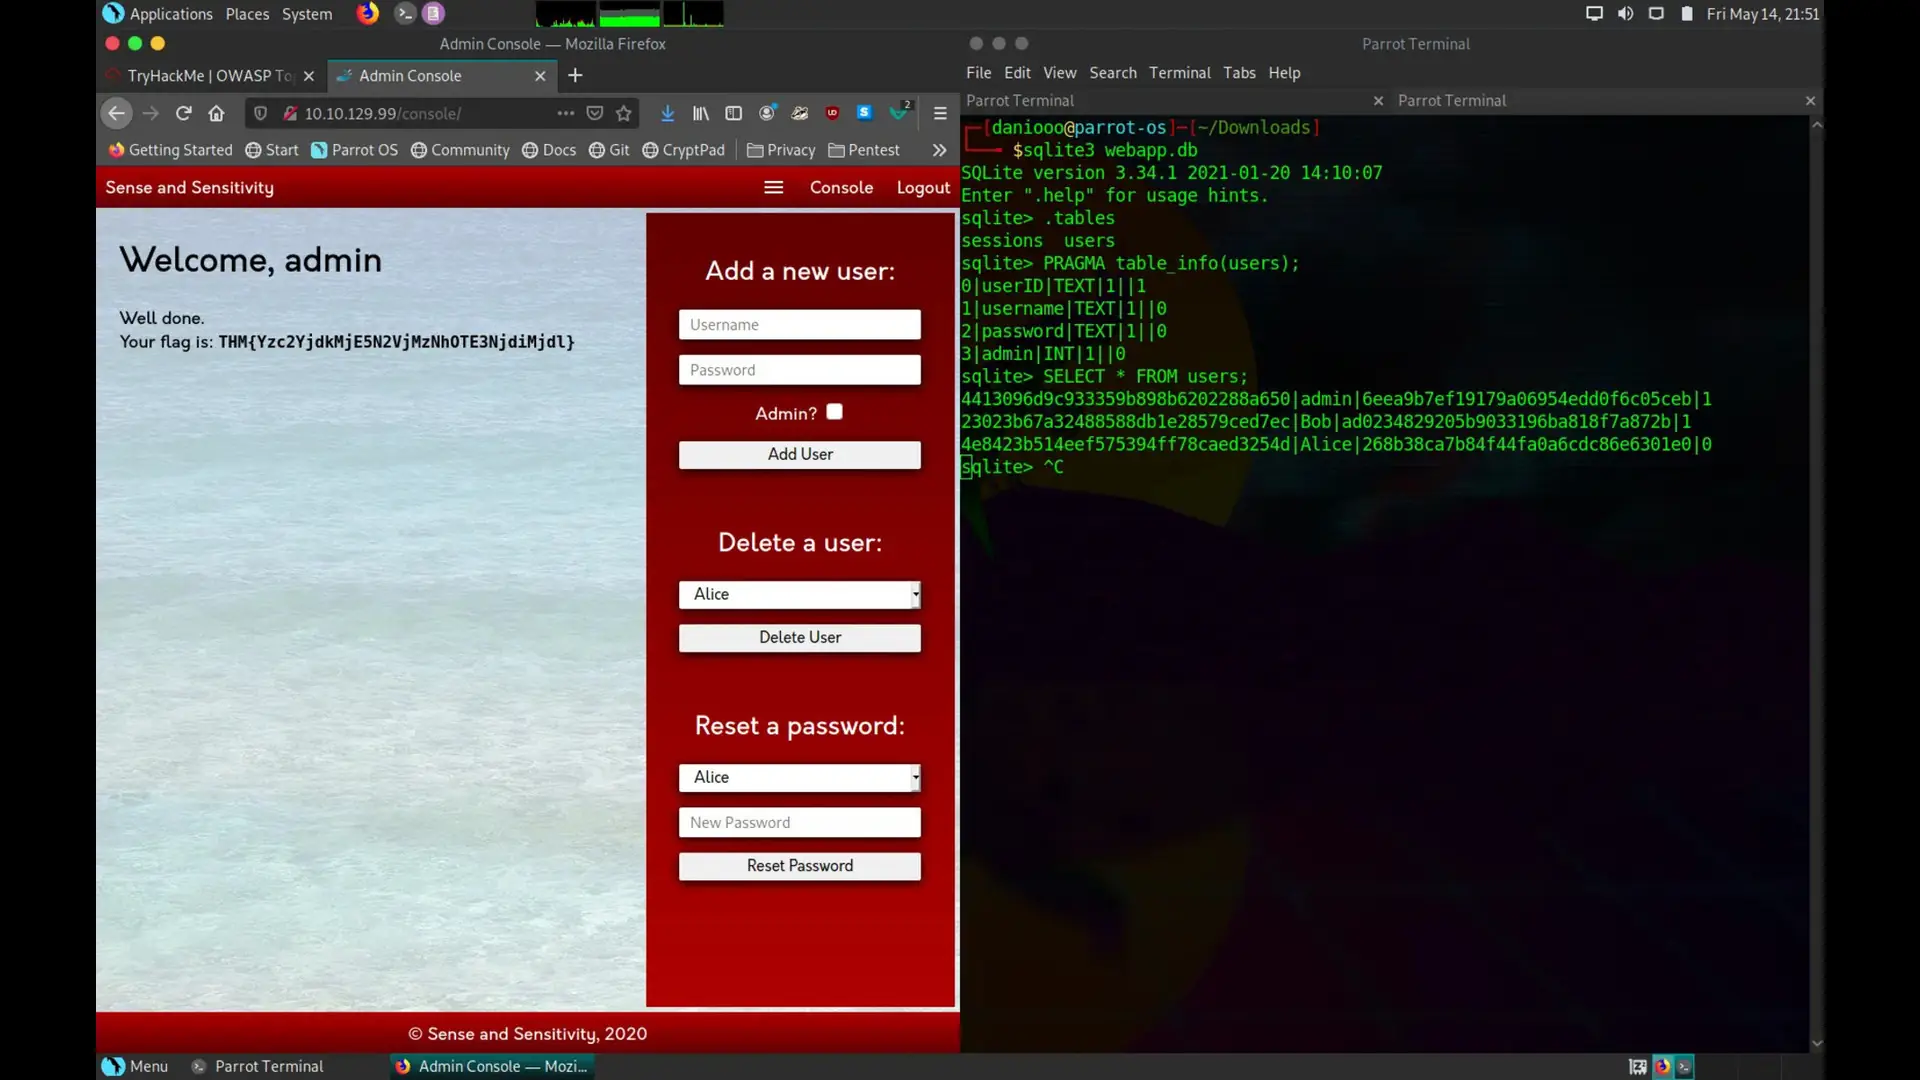 Applications Places System
Fri May 14, 21:51
Admin Console — Mozilla Firefox
TryHackMe | OWASP To
Admin Console
10.10.129.99/console/
2
Getting Started Start Parrot OS Community Docs Git CryptPad Privacy Pentest
Sense and Sensitivity
Console Logout
Welcome, admin
Well done.
Your flag is: THM{Yzc2YjdkMjE5N2VjMzNhOTE3NjdiMjdl}
Add a new user:
Username
Password
Admin?
Add User
Delete a user:
Alice
Delete User
Reset a password:
Alice
New Password
Reset Password
© Sense and Sensitivity, 2020
Parrot Terminal
File Edit View Search Terminal Tabs Help
Parrot Terminal
Parrot Terminal
[daniooo@parrot-os]-[~/Downloads]
$sqlite3 webapp.db
SQLite version 3.34.1 2021-01-20 14:10:07
Enter ".help" for usage hints.
sqlite> .tables
sessions users
sqlite> PRAGMA table_info(users);
0|userID|TEXT|1||1
1|username|TEXT|1||0
2|password|TEXT|1||0
3|admin|INT|1||0
sqlite> SELECT * FROM users;
4413096d9c933359b898b6202288a650|admin|6eea9b7ef19179a06954edd0f6c05ceb|1
23023b67a32488588db1e28579ced7ec|Bob|ad0234829205b9033196ba818f7a872b|1
4e8423b514eef575394ff78caed3254d|Alice|268b38ca7b84f44fa0a6cdc86e6301e0|0
sqlite> ^C
Menu
Parrot Terminal
Admin Console — Mozi...